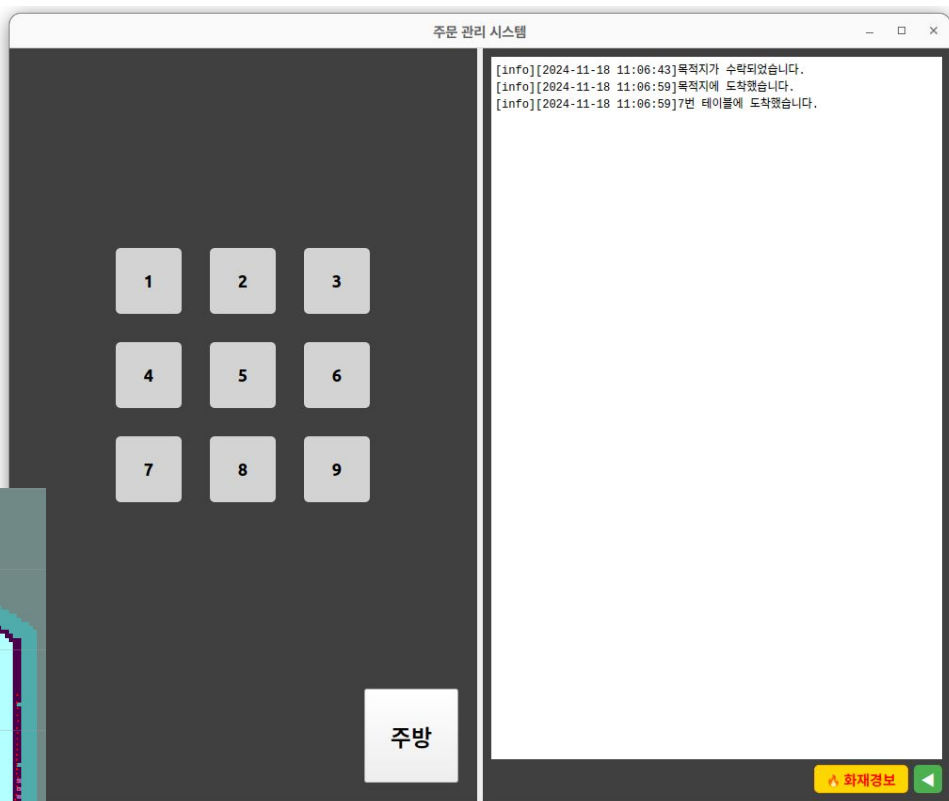 주문 관리 시스템
[info][2024-11-18 11:06:43]목적지가 수락되었습니다.
[info][2024-11-18 11:06:59]목적지에 도착했습니다.
[info][2024-11-18 11:06:59]7번 테이블에 도착했습니다.
1 2 3
4 5 6
7 8 9
주방
화재경보